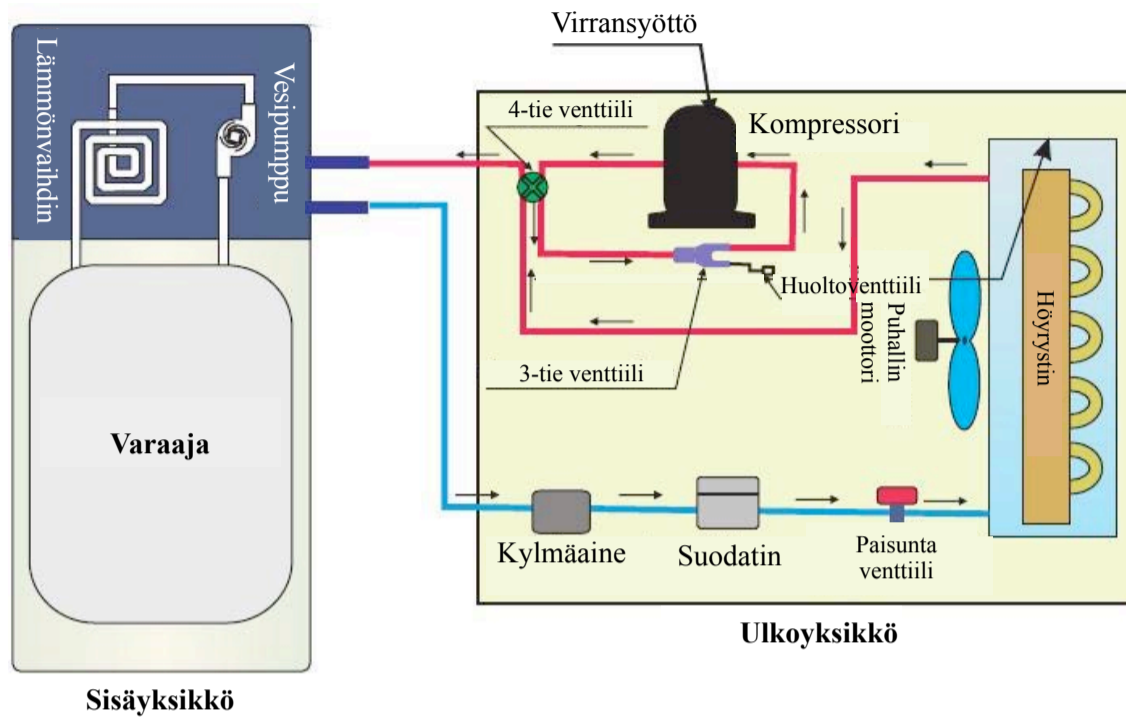 Virransyöttö
Lämmönvaihdin
Vesipumppu
4-tie venttiili
Kompressori
Huoltoventtiili
Puhallin
moottori
Höyrystin
3-tie venttiili
Varaaja
Kylmäaine
Suodatin
Paisunta
venttiili
Ulkoyksikkö
Sisäyksikkö